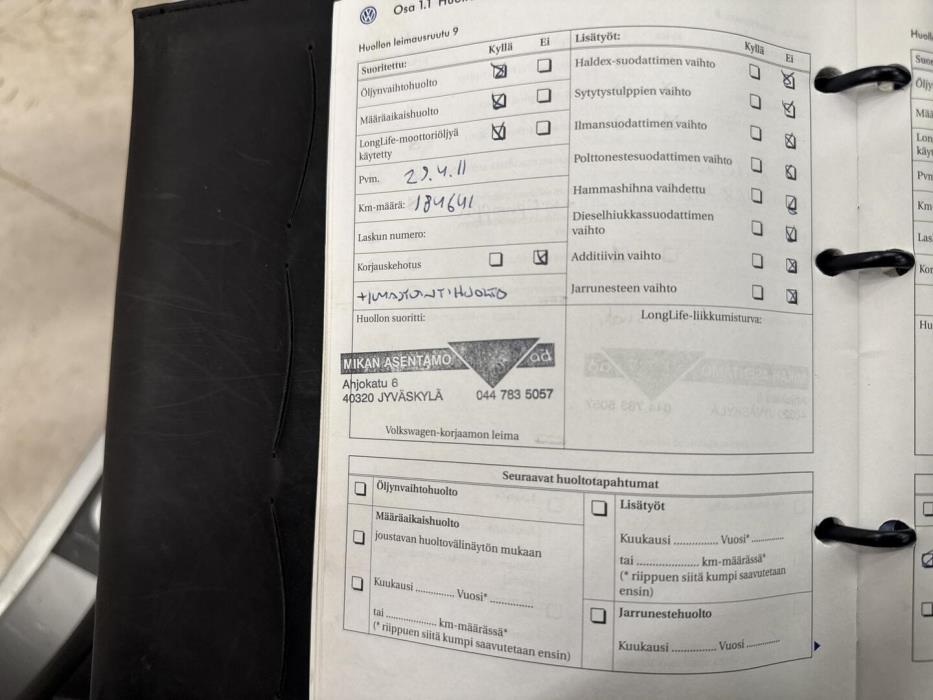 Osa 1.1
Huollon leimausruutu 9
Suoritettu: Kyllä Ei
Öljynvaihtohuolto
Määräaikaishuolto
LongLife-moottoriöljyä
käytetty
Pvm. 29.4.11
Km-määrä: 184641
Laskun numero:
Korjauskehotus
+ILMASTOINTIHUOLTO
Huollon suoritti:
MIKAN ASENTAMO ad
Ahjokatu 6
40320 JYVÄSKYLÄ 044 783 5057
Volkswagen-korjaamon leima
Lisätyöt: Kyllä Ei
Haldex-suodattimen vaihto
Sytytystulppien vaihto
Ilmansuodattimen vaihto
Polttonestesuodattimen vaihto
Hammashihna vaihdettu
Dieselhiukkassuodattimen
vaihto
Additiivin vaihto
Jarrunesteen vaihto
LongLife-liikkumisturva:
Seuraavat huoltotapahtumat
Öljynvaihtohuolto
Määräaikaishuolto
joustavan huoltovälinäytön mukaan
Kuukausi ............. Vuosi* ..............
tai ..................... km-määrässä*
(* riippuen siitä kumpi saavutetaan ensin)
Lisätyöt
Kuukausi .............. Vuosi* ..............
tai .................... km-määrässä*
(* riippuen siitä kumpi saavutetaan
ensin)
Jarrunestehuolto
Kuukausi .............. Vuosi ..............